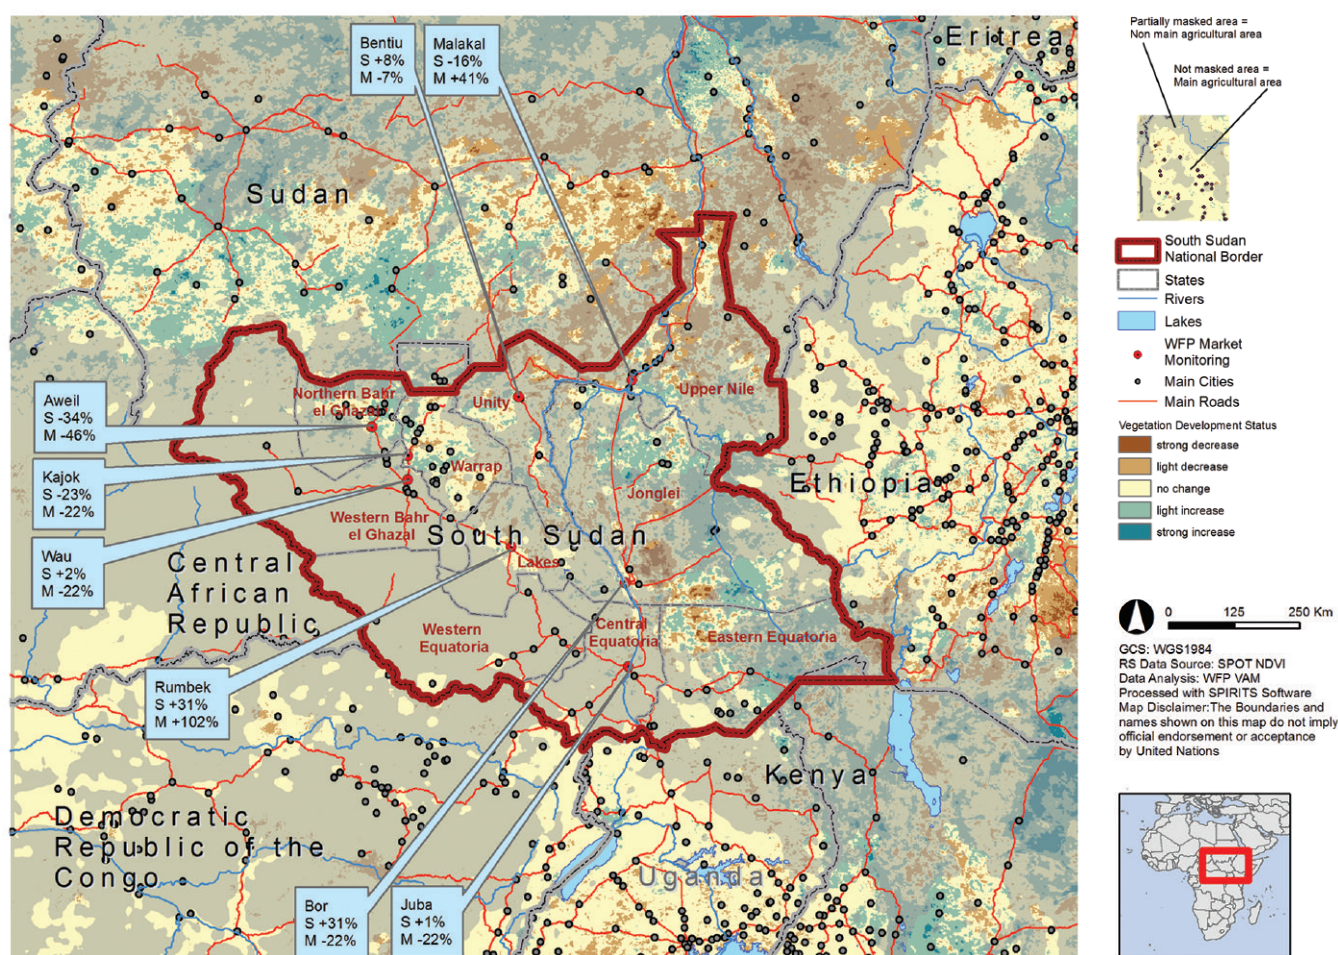 Bentiu
S +8%
M -7%
Malakal
S -16%
M +41%
Eritrea
Sudan
Aweil
S -34%
M -46%
Kajok
S -23%
M -22%
Wau
S +2%
M -22%
Northern Bahr
el Ghazal
Unity
Upper Nile
Warrap
Jonglei
Ethiopia
Western Bahr
el Ghazal
South Sudan
Lakes
Central
African
Republic
Western
Equatoria
Central
Equatoria
Eastern Equatoria
Rumbek
S +31%
M +102%
Kenya
Democratic
Republic of the
Congo
Uganda
Bor
S +31%
M -22%
Juba
S +1%
M -22%
Partially masked area =
Non main agricultural area
Not masked area =
Main agricultural area
South Sudan
National Border
States
Rivers
Lakes
WFP Market
Monitoring
Main Cities
Main Roads
Vegetation Development Status
strong decrease
light decrease
no change
light increase
strong increase
0 125 250 Km
GCS: WGS1984
RS Data Source: SPOT NDVI
Data Analysis: WFP VAM
Processed with SPIRITS Software
Map Disclaimer:The Boundaries and
names shown on this map do not imply
official endorsement or acceptance
by United Nations